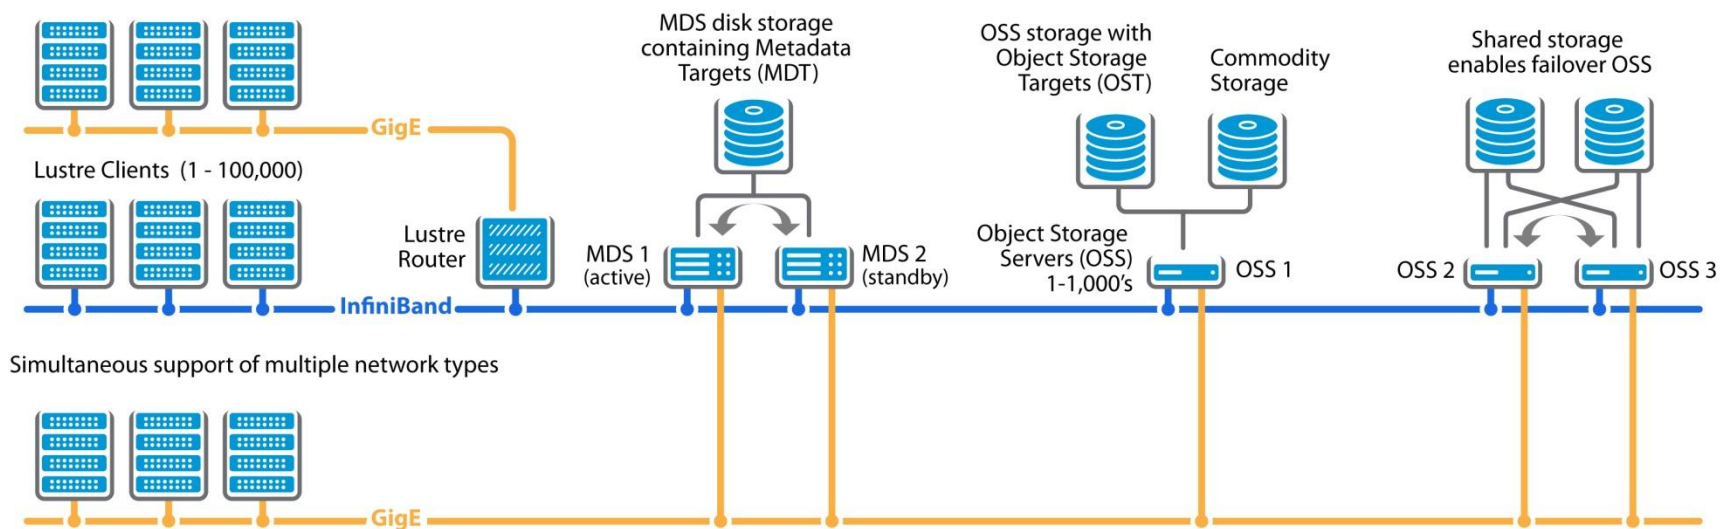 MDS disk storage
containing Metadata
Targets (MDT)
OSS storage with
Object Storage
Targets (OST)
Commodity
Storage
Shared storage
enables failover OSS
GigE
Lustre Clients (1 - 100,000)
Lustre
Router
MDS 1
(active)
MDS 2
(standby)
Object Storage
Servers (OSS)
1-1,000's
OSS 1
OSS 2
OSS 3
InfiniBand
Simultaneous support of multiple network types
GigE